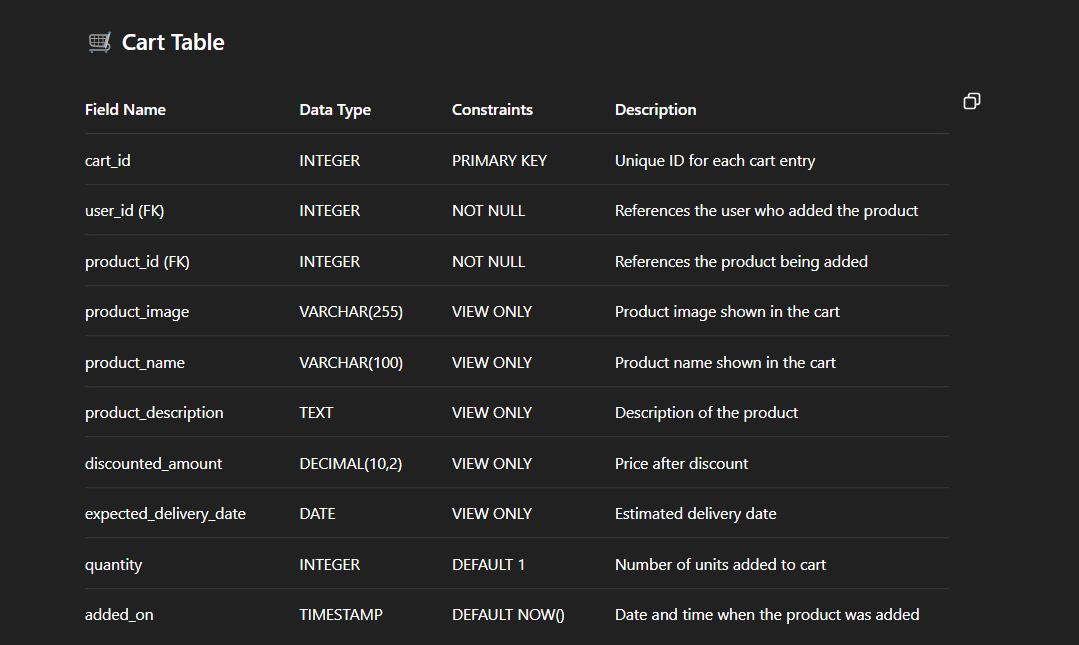 Cart Table
Field Name Data Type Constraints Description
cart_id INTEGER PRIMARY KEY Unique ID for each cart entry
user_id (FK) INTEGER NOT NULL References the user who added the product
product_id (FK) INTEGER NOT NULL References the product being added
product_image VARCHAR(255) VIEW ONLY Product image shown in the cart
product_name VARCHAR(100) VIEW ONLY Product name shown in the cart
product_description TEXT VIEW ONLY Description of the product
discounted_amount DECIMAL(10,2) VIEW ONLY Price after discount
expected_delivery_date DATE VIEW ONLY Estimated delivery date
quantity INTEGER DEFAULT 1 Number of units added to cart
added_on TIMESTAMP DEFAULT NOW() Date and time when the product was added